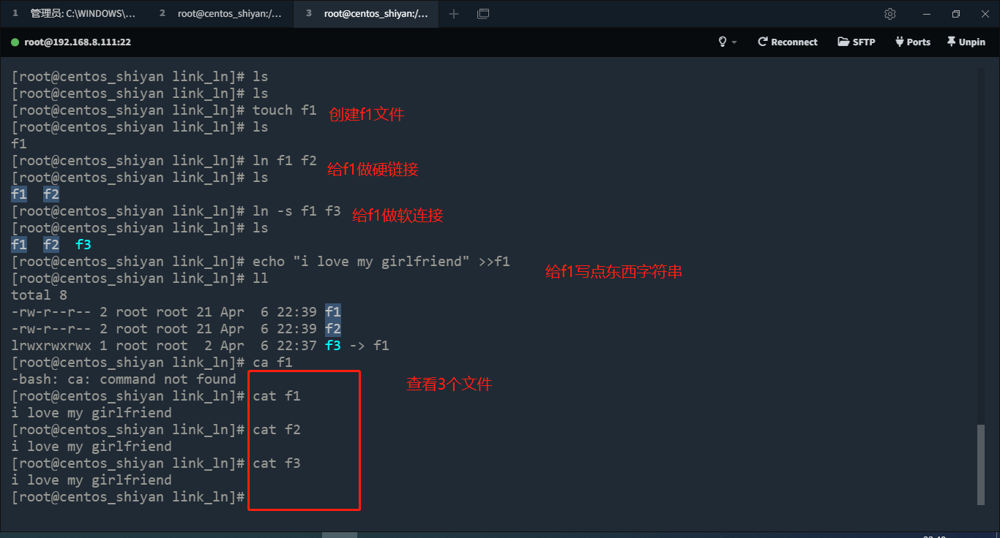 1 管理员: C:\WINDOWS\... 2 root@centos_shiyan:/... 3 root@centos_shiyan:/...
root@192.168.8.111:22 Reconnect SFTP Ports Unpin
[root@centos_shiyan link_ln]# ls
[root@centos_shiyan link_ln]# ls
[root@centos_shiyan link_ln]# touch f1 创建f1文件
[root@centos_shiyan link_ln]# ls
f1
[root@centos_shiyan link_ln]# ln f1 f2 给f1做硬链接
[root@centos_shiyan link_ln]# ls
f1 f2
[root@centos_shiyan link_ln]# ln -s f1 f3 给f1做软连接
[root@centos_shiyan link_ln]# ls
f1 f2 f3
[root@centos_shiyan link_ln]# echo "i love my girlfriend" >>f1 给f1写点东西字符串
[root@centos_shiyan link_ln]# ll
total 8
-rw-r--r-- 2 root root 21 Apr 6 22:39 f1
-rw-r--r-- 2 root root 21 Apr 6 22:39 f2
lrwxrwxrwx 1 root root 2 Apr 6 22:37 f3 -> f1
[root@centos_shiyan link_ln]# ca f1
-bash: ca: command not found 查看3个文件
[root@centos_shiyan link_ln]# cat f1
i love my girlfriend
[root@centos_shiyan link_ln]# cat f2
i love my girlfriend
[root@centos_shiyan link_ln]# cat f3
i love my girlfriend
[root@centos_shiyan link_ln]#